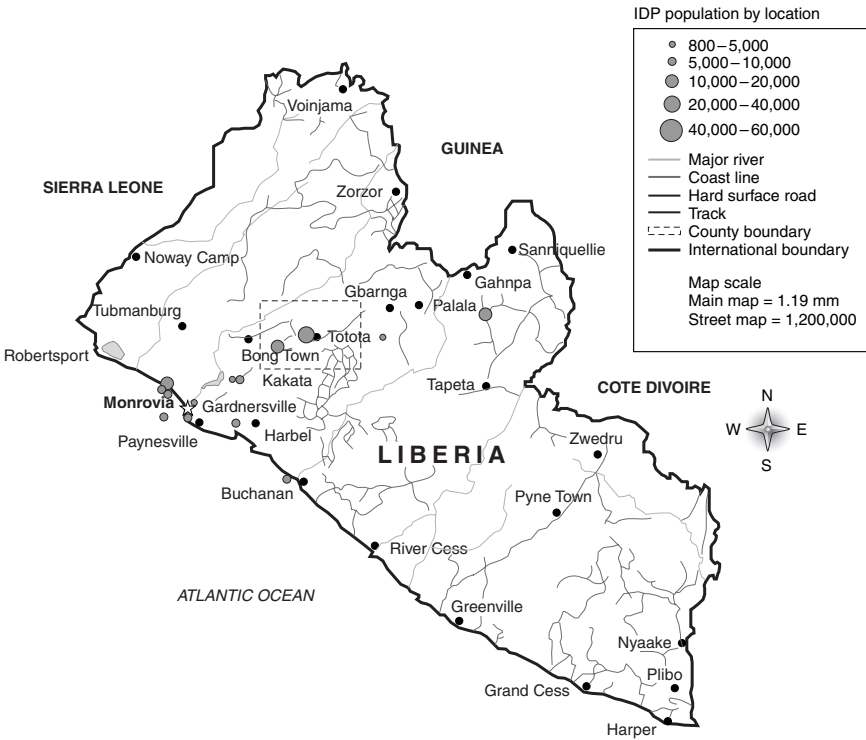 IDP population by location
800–5,000
5,000–10,000
10,000–20,000
20,000–40,000
40,000–60,000
Major river
Coast line
Hard surface road
Track
County boundary
International boundary
Map scale
Main map = 1.19 mm
Street map = 1,200,000
Voinjama
GUINEA
SIERRA LEONE
Zorzor
Noway Camp
Sanniquellie
Gahnpa
Gbarnga
Palala
Tubmanburg
Totota
Robertsport
Bong Town
Kakata
Tapeta
COTE DIVOIRE
Monrovia
Gardnersville
N
W
E
S
Paynesville
Harbel
Zwedru
LIBERIA
Buchanan
Pyne Town
River Cess
ATLANTIC OCEAN
Greenville
Nyaake
Plibo
Grand Cess
Harper